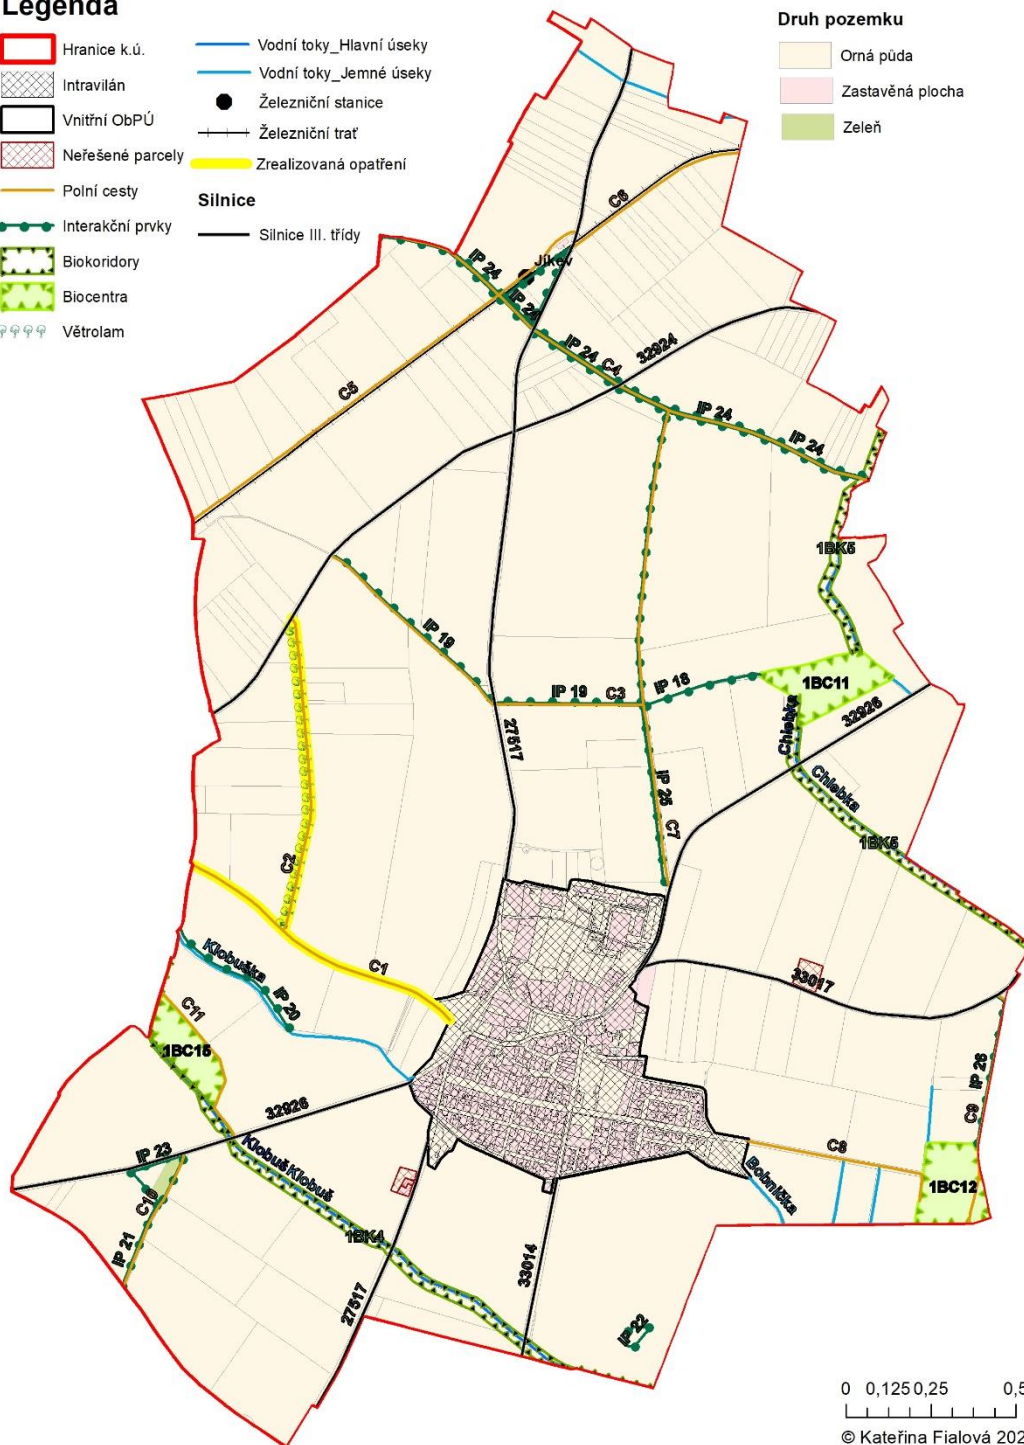 Legenda
Hranice k.ú.
Intravilán
Vnitřní ObPÚ
Neřešené parcely
Polní cesty
Interakční prvky
Biokoridory
Biocentra
Větrolam
Vodní toky_Hlavní úseky
Vodní toky_Jemné úseky
Železniční stanice
Železniční trať
Zrealizovaná opatření
Silnice
Silnice III. třídy
Druh pozemku
Orná půda
Zastavěná plocha
Zeleň
C6
IP 24
Jíkev
IP 24
IP 24
C4
32924
C5
IP 24
IP 24
1BK5
IP 19
IP 19
C3
IP 18
1BC11
32926
Chlebka
27517
Chlebka
IP 25
C7
1BK5
C2
C1
Klobuška
IP 20
33017
C11
1BC15
IP 26
C9
32926
C8
IP 23
Klobuš
Klobuš
Bobnička
1BC12
C10
IP 21
1BK4
33014
27517
IP 22
0 0,125 0,25 0,5
© Kateřina Fialová 202